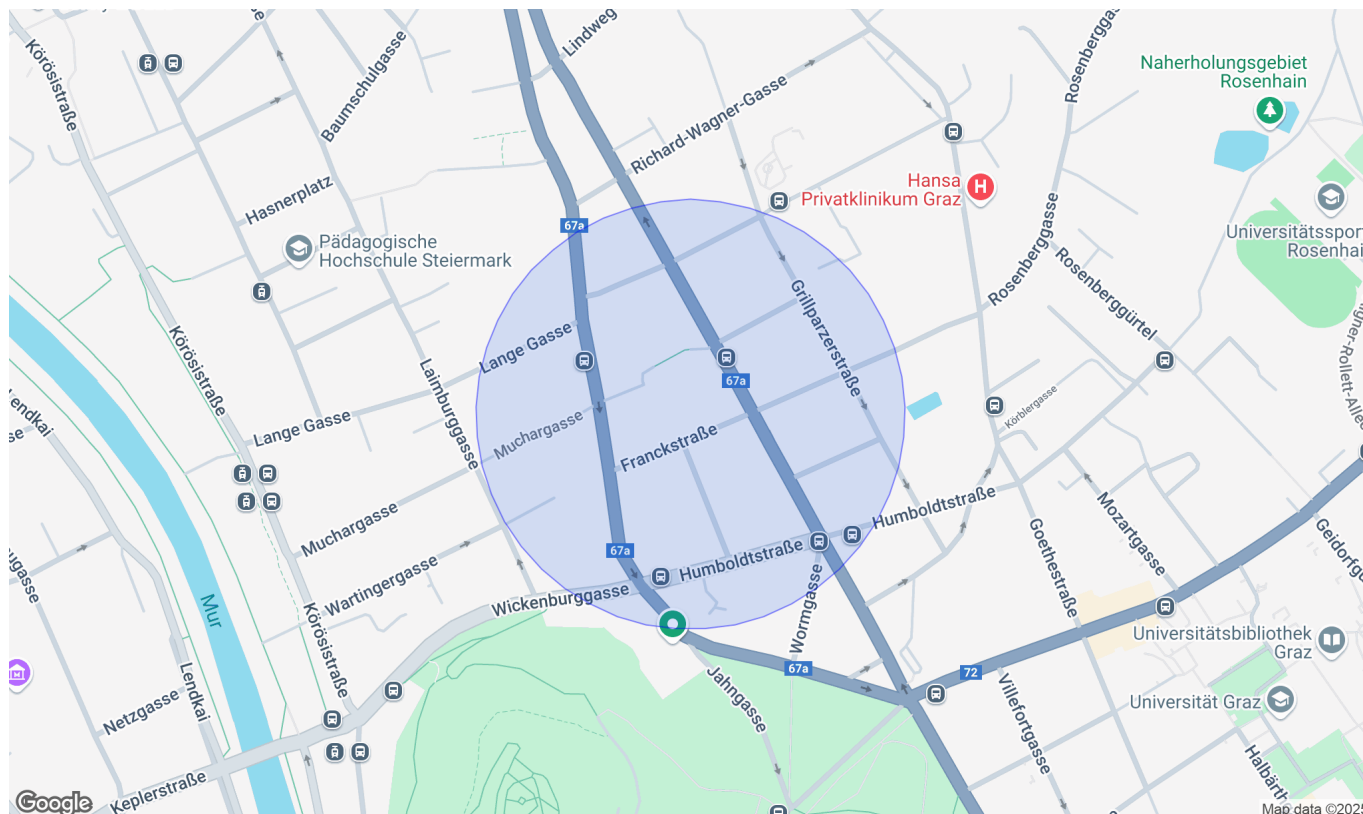 Körösistraße
Baumschulgasse
Lindweg
Rosenberggasse
Naherholungsgebiet
Rosenhain
Richard-Wagner-Gasse
Hansa
Privatklinikum Graz
H
Hasnerplatz
67a
Pädagogische
Hochschule Steiermark
Universitätssport
Rosenhain
Rosenberggasse
Rosenberggürtel
Grillparzerstraße
Körösistraße
Lange Gasse
Laimburggasse
67a
Lendkai
Lange Gasse
Muchargasse
Franckstraße
Körblergasse
Muchargasse
Humboldtstraße
Mozartgasse
Goethestraße
67a
Humboldtstraße
Wartingergasse
Wickenburggasse
Wormgasse
Mur
Körösistraße
Universitätsbibliothek
Graz
67a
72
Jahngasse
Villefortgasse
Universität Graz
Netzgasse
Lendkai
Keplerstraße
Google
Map data ©2025